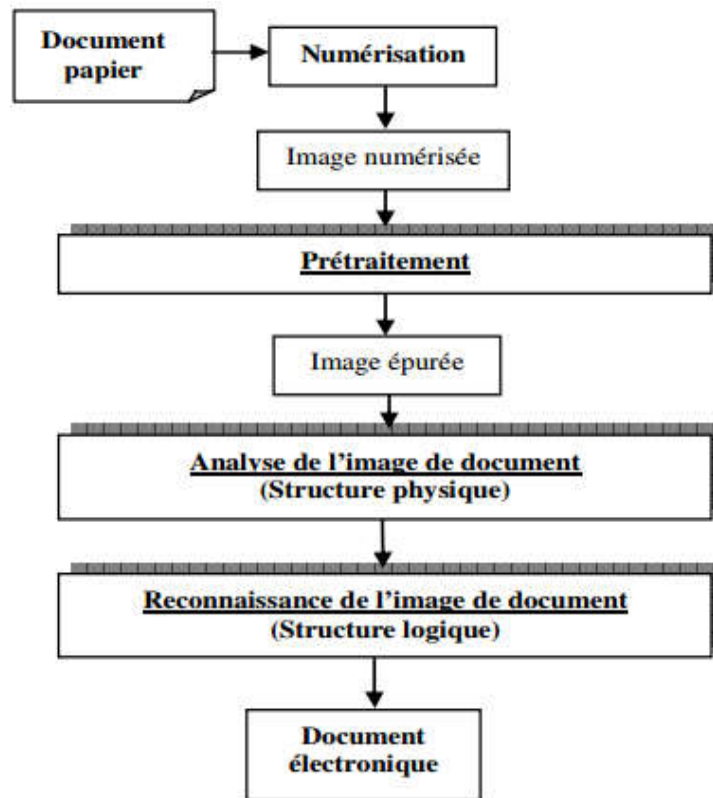 Document
papier
Numérisation
Image numérisée
Prétraitement
Image épurée
Analyse de l’image de document
(Structure physique)
Reconnaissance de l’image de document
(Structure logique)
Document
électronique